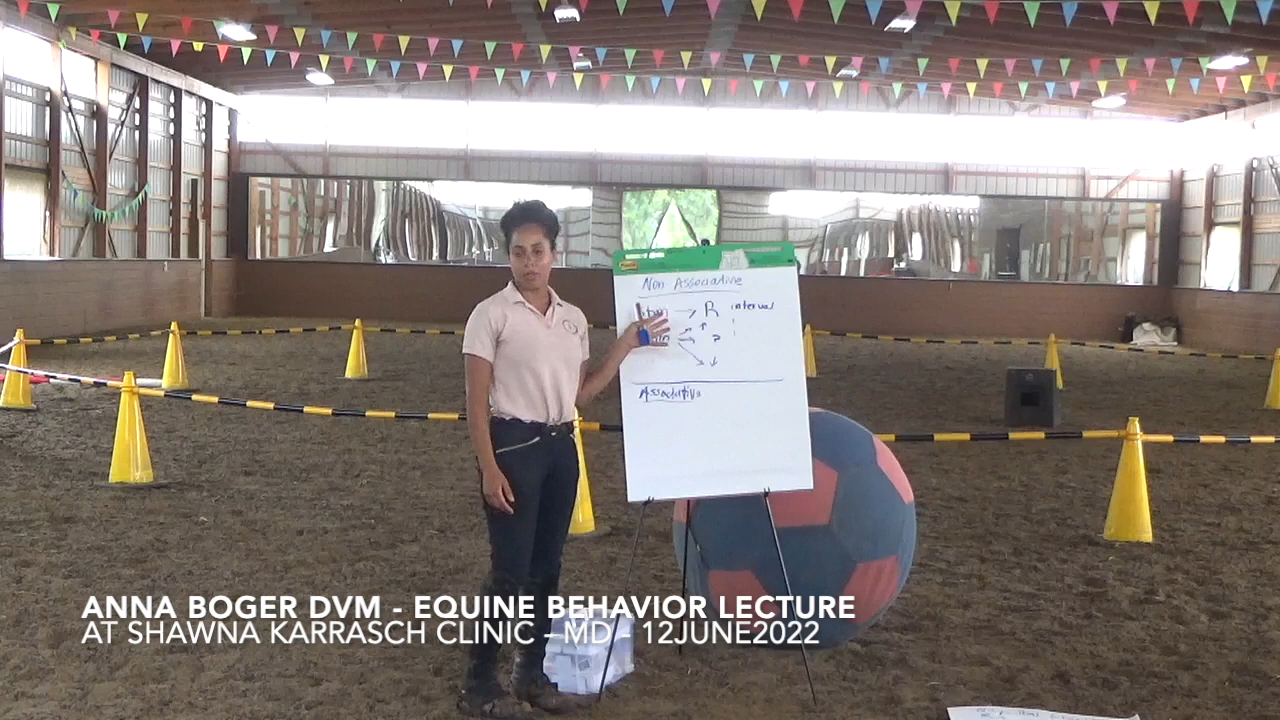 Non Associative
→ R interval
?
Associative
ANNA BOGER DVM - EQUINE BEHAVIOR LECTURE
AT SHAWNA KARRASCH CLINIC – MD - 12JUNE2022